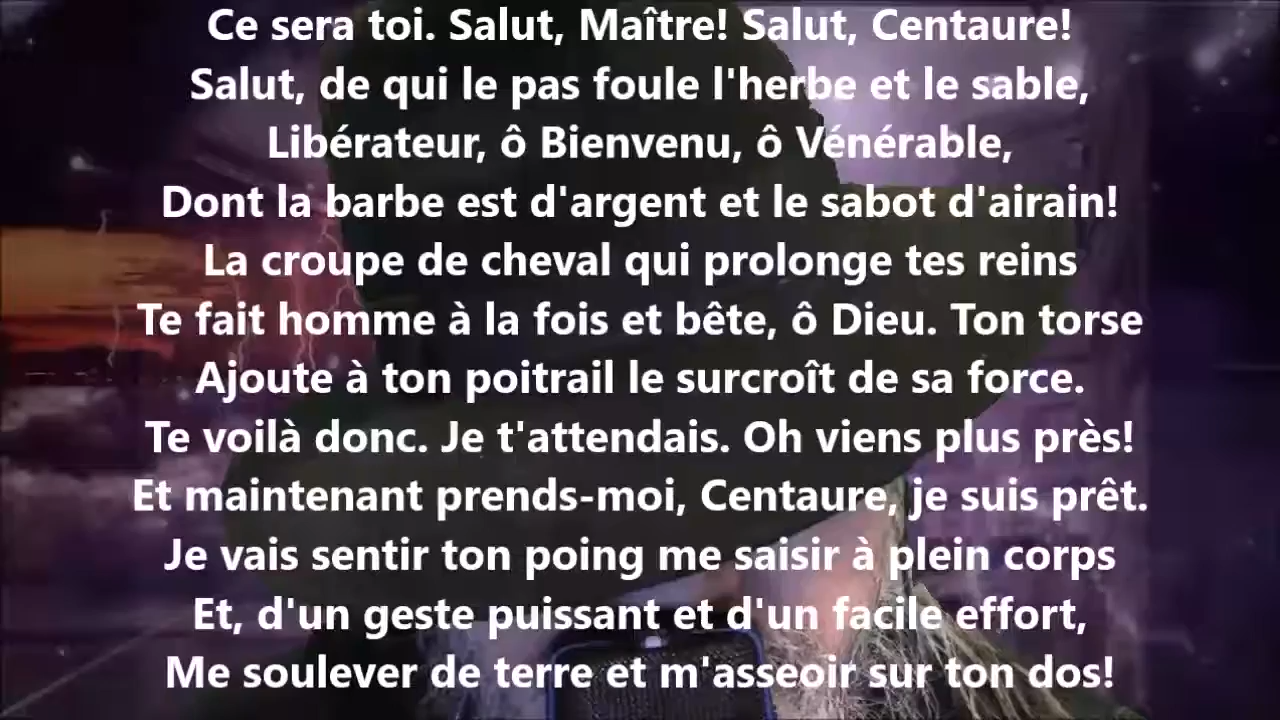 Ce sera toi. Salut, Maître! Salut, Centaure!
Salut, de qui le pas foule l'herbe et le sable,
Libérateur, ô Bienvenu, ô Vénérable,
Dont la barbe est d'argent et le sabot d'airain!
La croupe de cheval qui prolonge tes reins
Te fait homme à la fois et bête, ô Dieu. Ton torse
Ajoute à ton poitrail le surcroît de sa force.
Te voilà donc. Je t'attendais. Oh viens plus près!
Et maintenant prends-moi, Centaure, je suis prêt.
Je vais sentir ton poing me saisir à plein corps
Et, d'un geste puissant et d'un facile effort,
Me soulever de terre et m'asseoir sur ton dos!